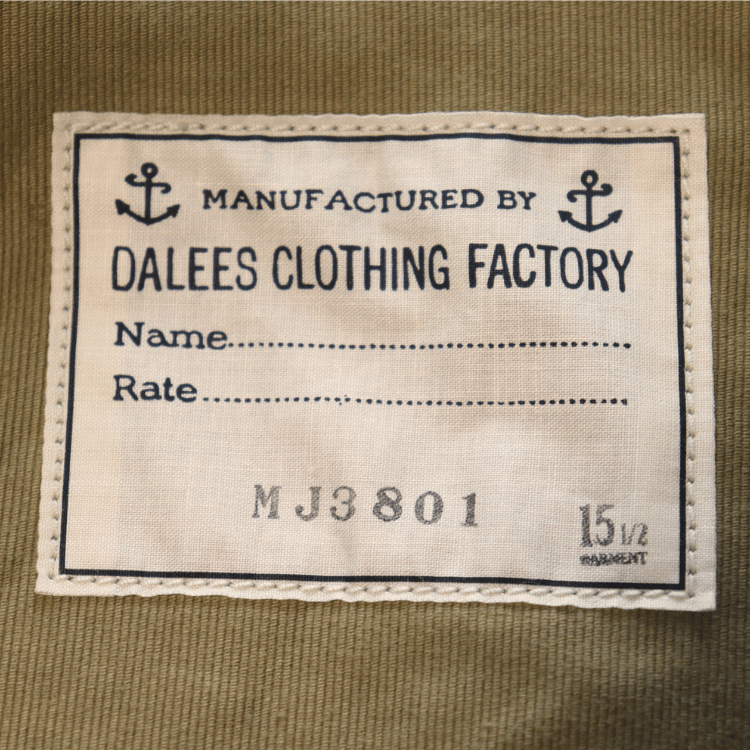 MANUFACTURED BY
DALEES CLOTHING FACTORY
Name..............................................
Rate..................................................
MJ3801
15 1/2
GARMENT